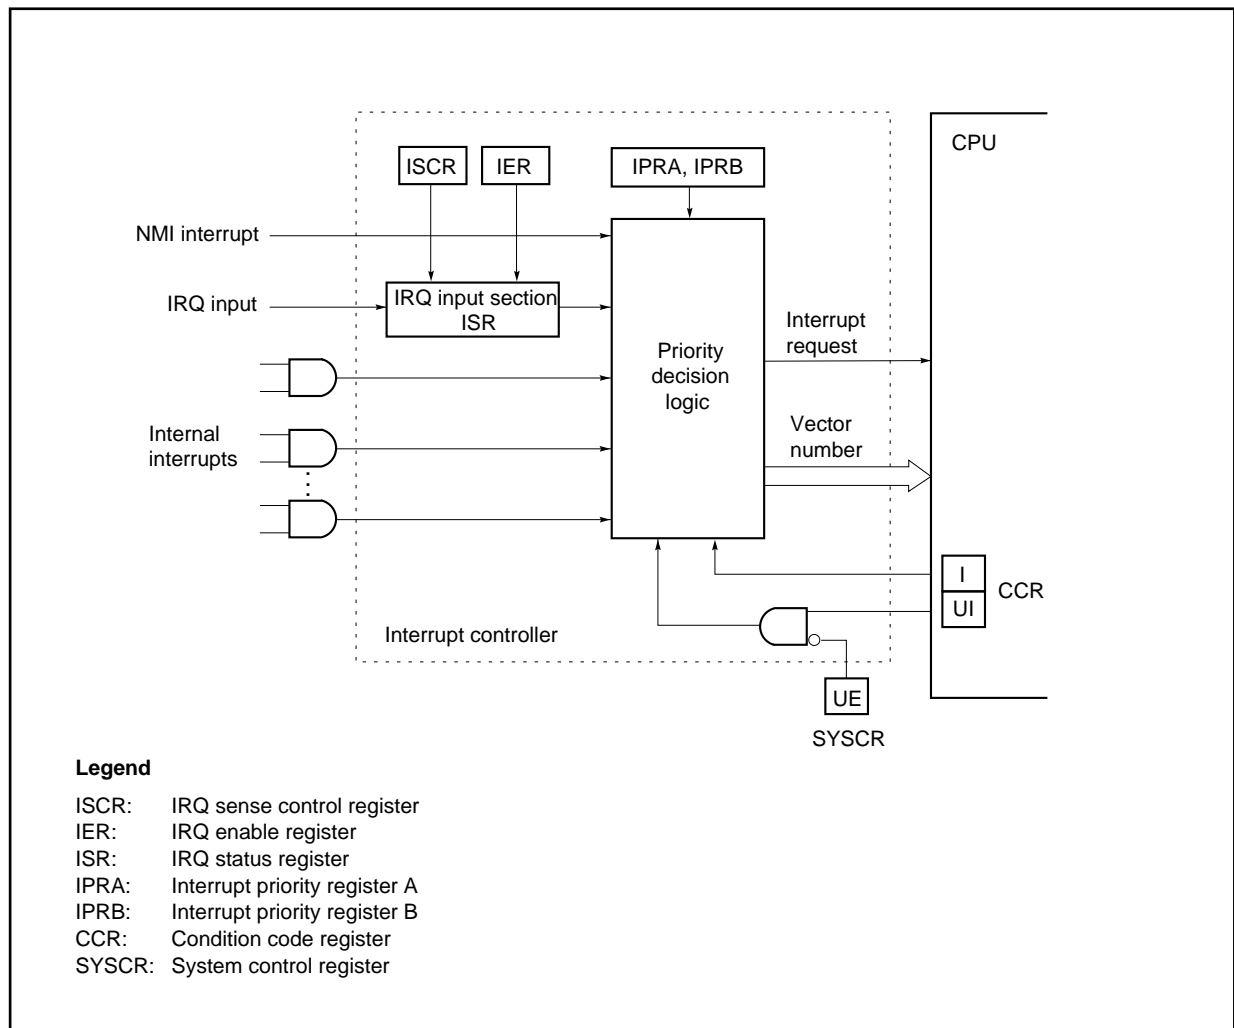 CPU
ISCR
IER
IPRA, IPRB
NMI interrupt
IRQ input
IRQ input section
ISR
Interrupt
request
Priority
decision
logic
Internal
interrupts
Vector
number
I
UI
CCR
Interrupt controller
UE
SYSCR
Legend
ISCR: IRQ sense control register
IER: IRQ enable register
ISR: IRQ status register
IPRA: Interrupt priority register A
IPRB: Interrupt priority register B
CCR: Condition code register
SYSCR: System control register